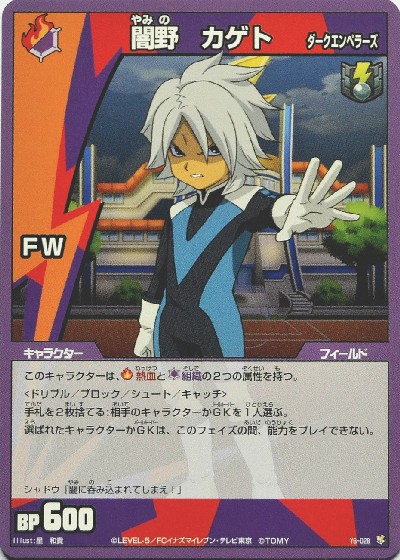 やみ の
闇野 カゲト ダークエンペラーズ
FW
キャラクター フィールド
このキャラクターは、熱血と組織の2つの属性を持つ。
<ドリブル/ブロック/シュート/キャッチ>
手札を2枚捨てる:相手のキャラクターかGKを1人選ぶ。
選ばれたキャラクターかGKは、このフェイズの間、能力をプレイできない。
シャドウ「闇に呑み込まれてしまえ!」
BP 600
Illust:星 和貴 ©LEVEL-5/FCイナズマイレブン・テレビ東京 ©TOMY